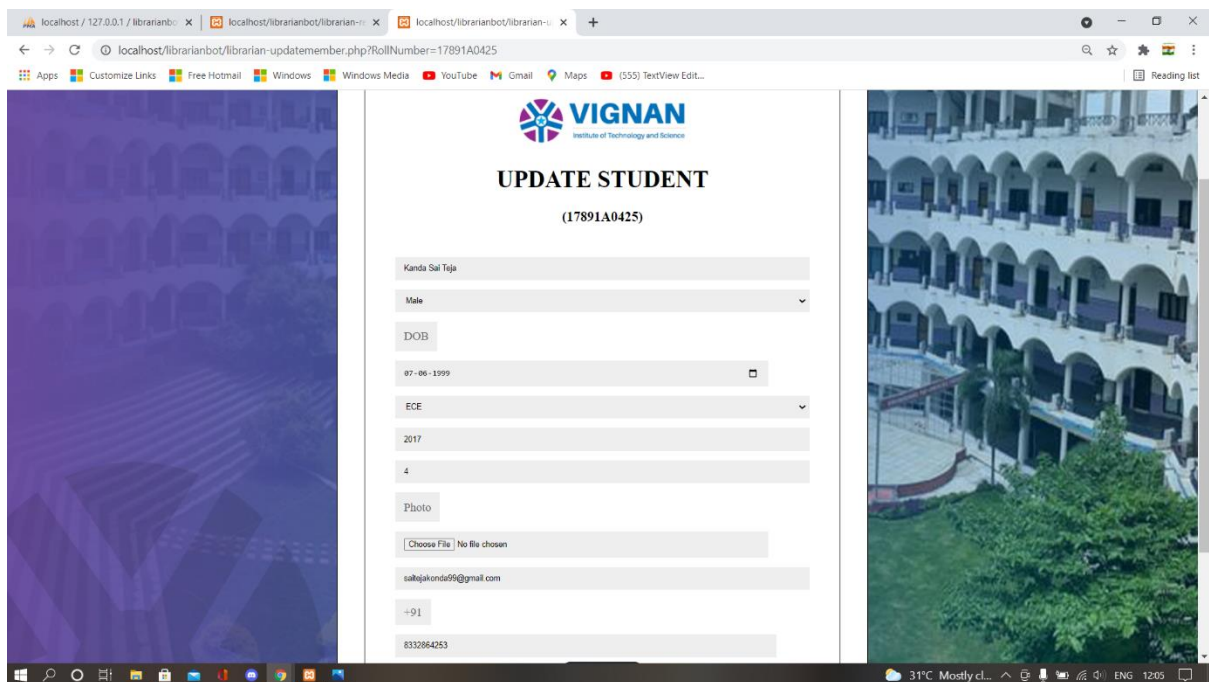 localhost / 127.0.0.1 / librarianbo
localhost/librarianbot/librarian-re
localhost/librarianbot/librarian-u
localhost/librarianbot/librarian-updatemember.php?RollNumber=17891A0425
Apps Customize Links Free Hotmail Windows Windows Media YouTube Gmail Maps (555) TextView Edit... Reading list
VIGNAN
Institute of Technology and Science
UPDATE STUDENT
(17891A0425)
Kanda Sai Teja
Male
DOB
07-06-1999
ECE
2017
4
Photo
Choose File No file chosen
saitejakonda99@gmail.com
+91
8332864253
31°C Mostly cl... ENG 12:05